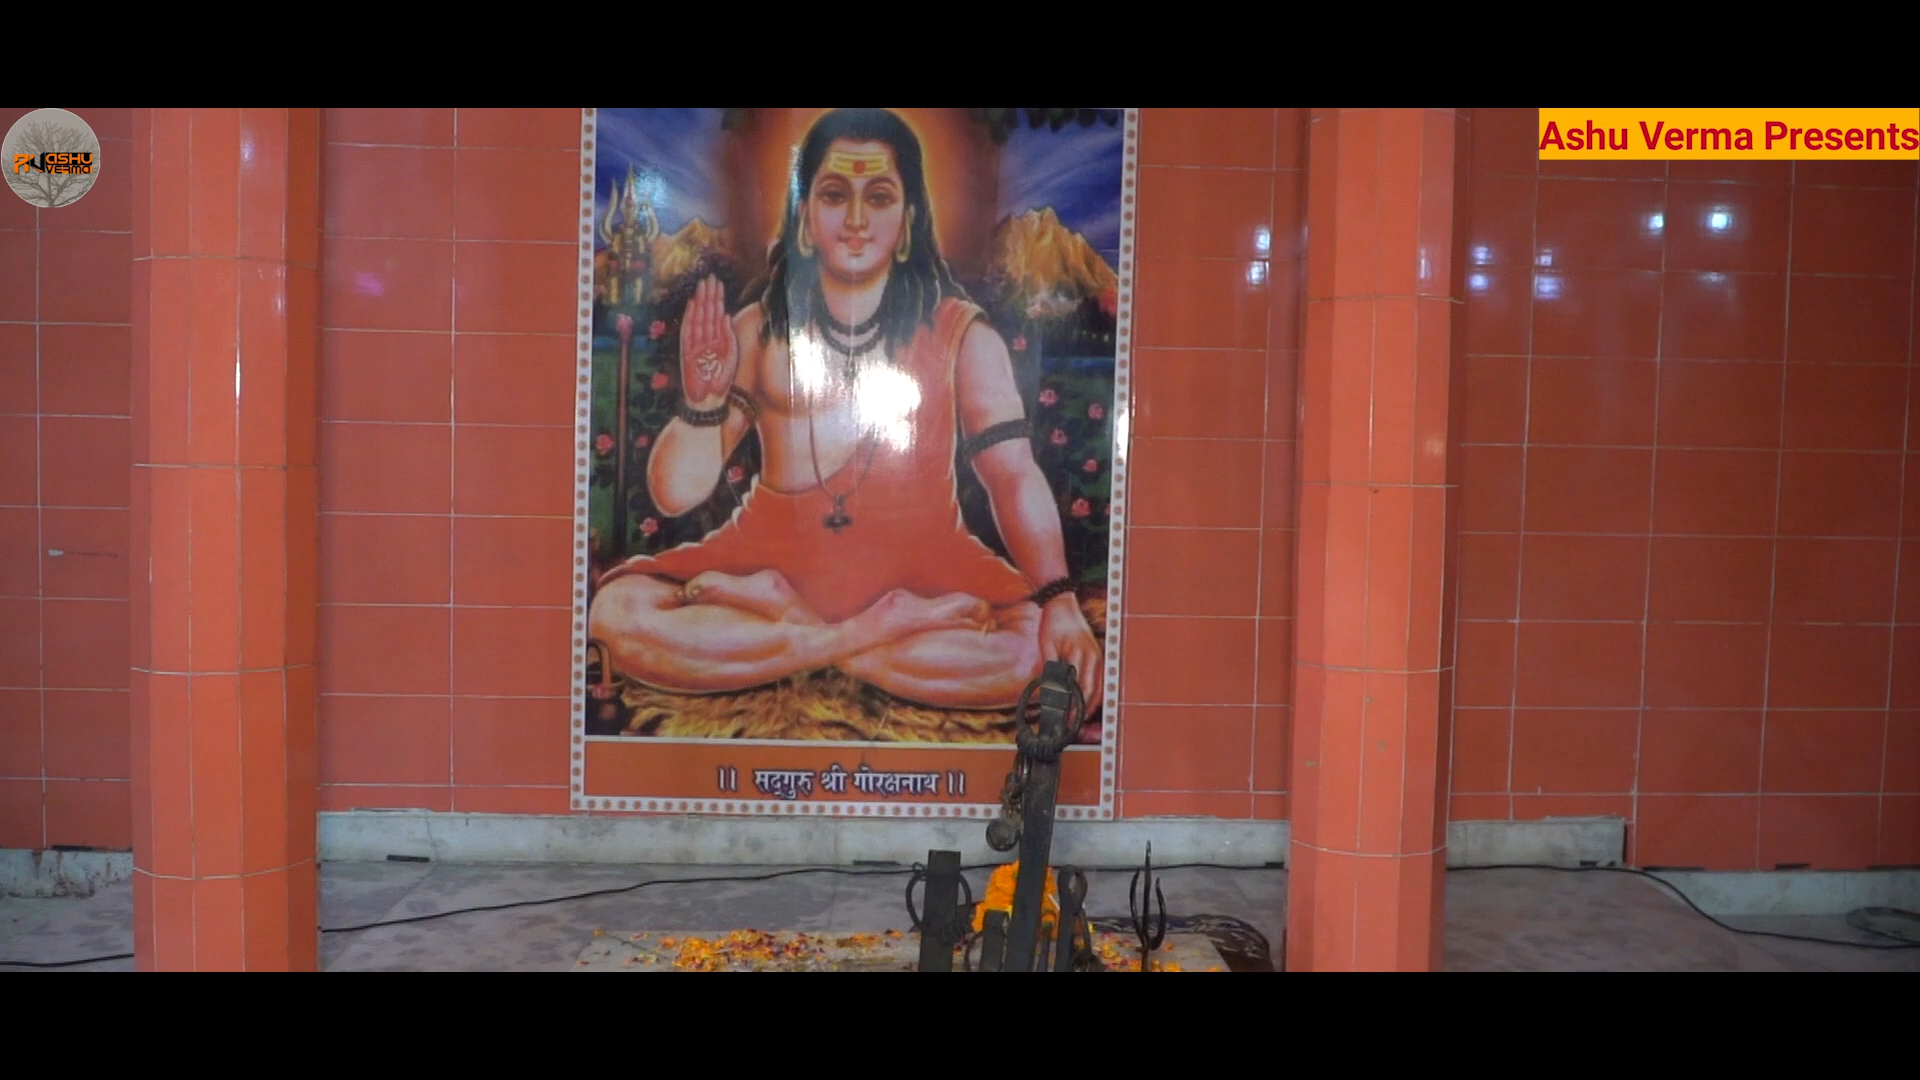 ASHU
VERMA
Ashu Verma Presents
ॐ
।। सद्‌गुरु श्री गोरक्षनाथ ।।